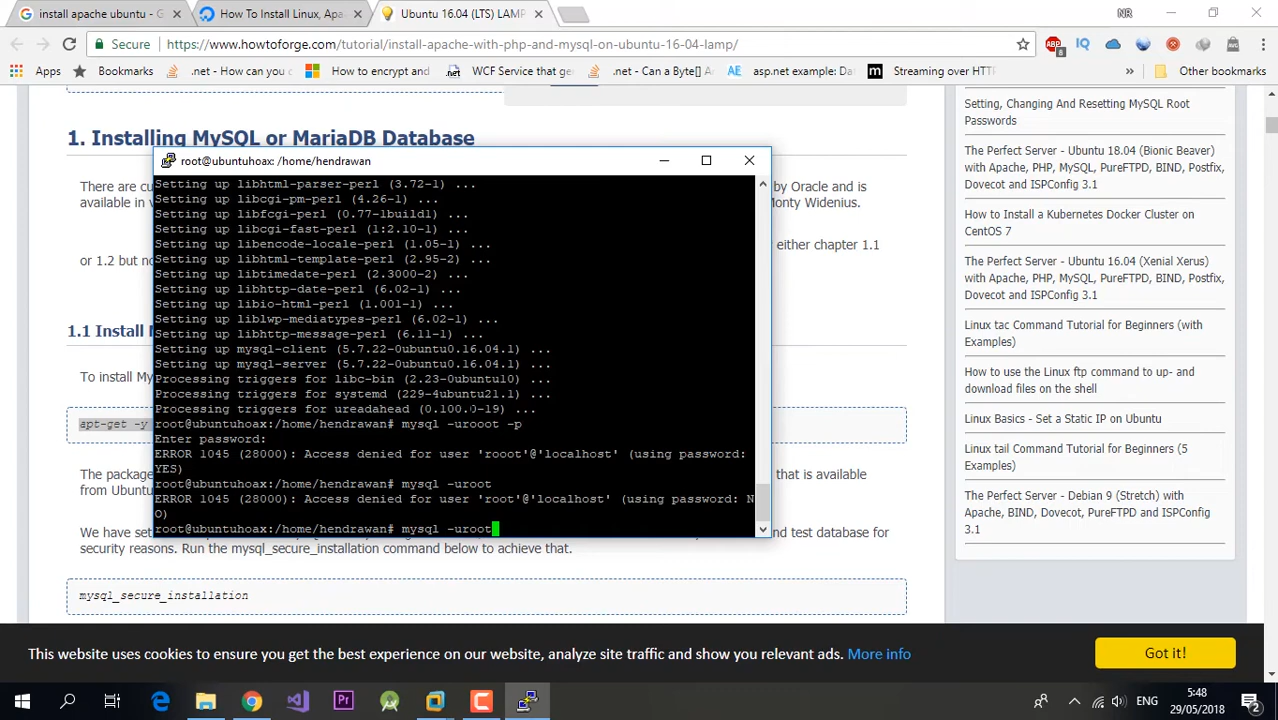 install apache ubuntu - G
How To Install Linux, Apa
Ubuntu 16.04 (LTS) LAMP
NR
Secure
https://www.howtoforge.com/tutorial/install-apache-with-php-and-mysql-on-ubuntu-16-04-lamp/
ABP
8
IQ
AVG
Apps
Bookmarks
.net - How can you c
How to encrypt and
.net
WCF Service that ge
.net - Can a Byte[] A
AE
asp.net example: Da
m
Streaming over HTT
»
Other bookmarks
1. Installing MySQL or MariaDB Database
There are cu
by Oracle and is
available in v
Monty Widenius.
either chapter 1.1
or 1.2 but no
1.1 Install M
To install My
apt-get -y
The package
that is available
from Ubuntu
We have set
and test database for
security reasons. Run the mysql_secure_installation command below to achieve that.
mysql_secure_installation
root@ubuntuhoax: /home/hendrawan
Setting up libhtml-parser-perl (3.72-1) ...
Setting up libcgi-pm-perl (4.26-1) ...
Setting up libfcgi-perl (0.77-1build1) ...
Setting up libcgi-fast-perl (1:2.10-1) ...
Setting up libencode-locale-perl (1.05-1) ...
Setting up libhtml-template-perl (2.95-2) ...
Setting up libtimedate-perl (2.3000-2) ...
Setting up libhttp-date-perl (6.02-1) ...
Setting up libio-html-perl (1.001-1) ...
Setting up liblwp-mediatypes-perl (6.02-1) ...
Setting up libhttp-message-perl (6.11-1) ...
Setting up mysql-client (5.7.22-0ubuntu0.16.04.1) ...
Setting up mysql-server (5.7.22-0ubuntu0.16.04.1) ...
Processing triggers for libc-bin (2.23-0ubuntu10) ...
Processing triggers for systemd (229-4ubuntu21.1) ...
Processing triggers for ureadahead (0.100.0-19) ...
root@ubuntuhoax:/home/hendrawan# mysql -urooot -p
Enter password:
ERROR 1045 (28000): Access denied for user 'rooot'@'localhost' (using password:
YES)
root@ubuntuhoax:/home/hendrawan# mysql -uroot
ERROR 1045 (28000): Access denied for user 'root'@'localhost' (using password: N
O)
root@ubuntuhoax:/home/hendrawan# mysql -uroot
Setting, Changing And Resetting MySQL Root
Passwords
The Perfect Server - Ubuntu 18.04 (Bionic Beaver)
with Apache, PHP, MySQL, PureFTPD, BIND, Postfix,
Dovecot and ISPConfig 3.1
How to Install a Kubernetes Docker Cluster on
CentOS 7
The Perfect Server - Ubuntu 16.04 (Xenial Xerus)
with Apache, PHP, MySQL, PureFTPD, BIND, Postfix,
Dovecot and ISPConfig 3.1
Linux tac Command Tutorial for Beginners (with
Examples)
How to use the Linux ftp command to up- and
download files on the shell
Linux Basics - Set a Static IP on Ubuntu
Linux tail Command Tutorial for Beginners (5
Examples)
The Perfect Server - Debian 9 (Stretch) with
Apache, BIND, Dovecot, PureFTPD and ISPConfig
3.1
This website uses cookies to ensure you get the best experience on our website, analyze site traffic and show you relevant ads. More info
Got it!
Pr
ENG
5:48
29/05/2018
2